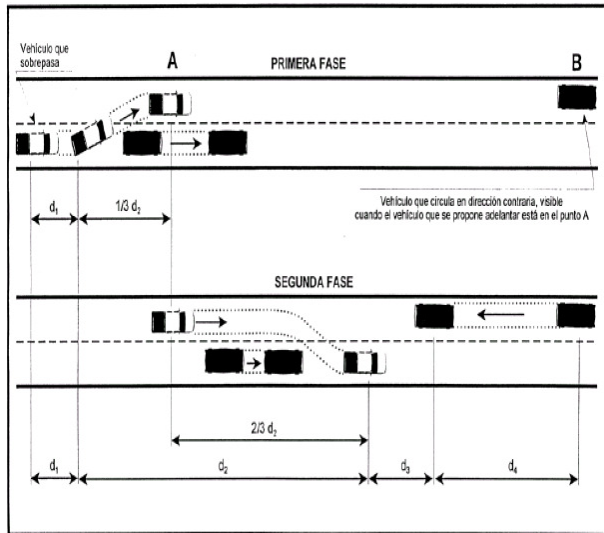 Vehículo que
sobrepasa
A
PRIMERA FASE
B
Vehículo que circula en dirección contraria, visible
cuando el vehículo que se propone adelantar está en el punto A
d₁
1/3 d₂
SEGUNDA FASE
2/3 d₂
d₁
d₂
d₃
d₄